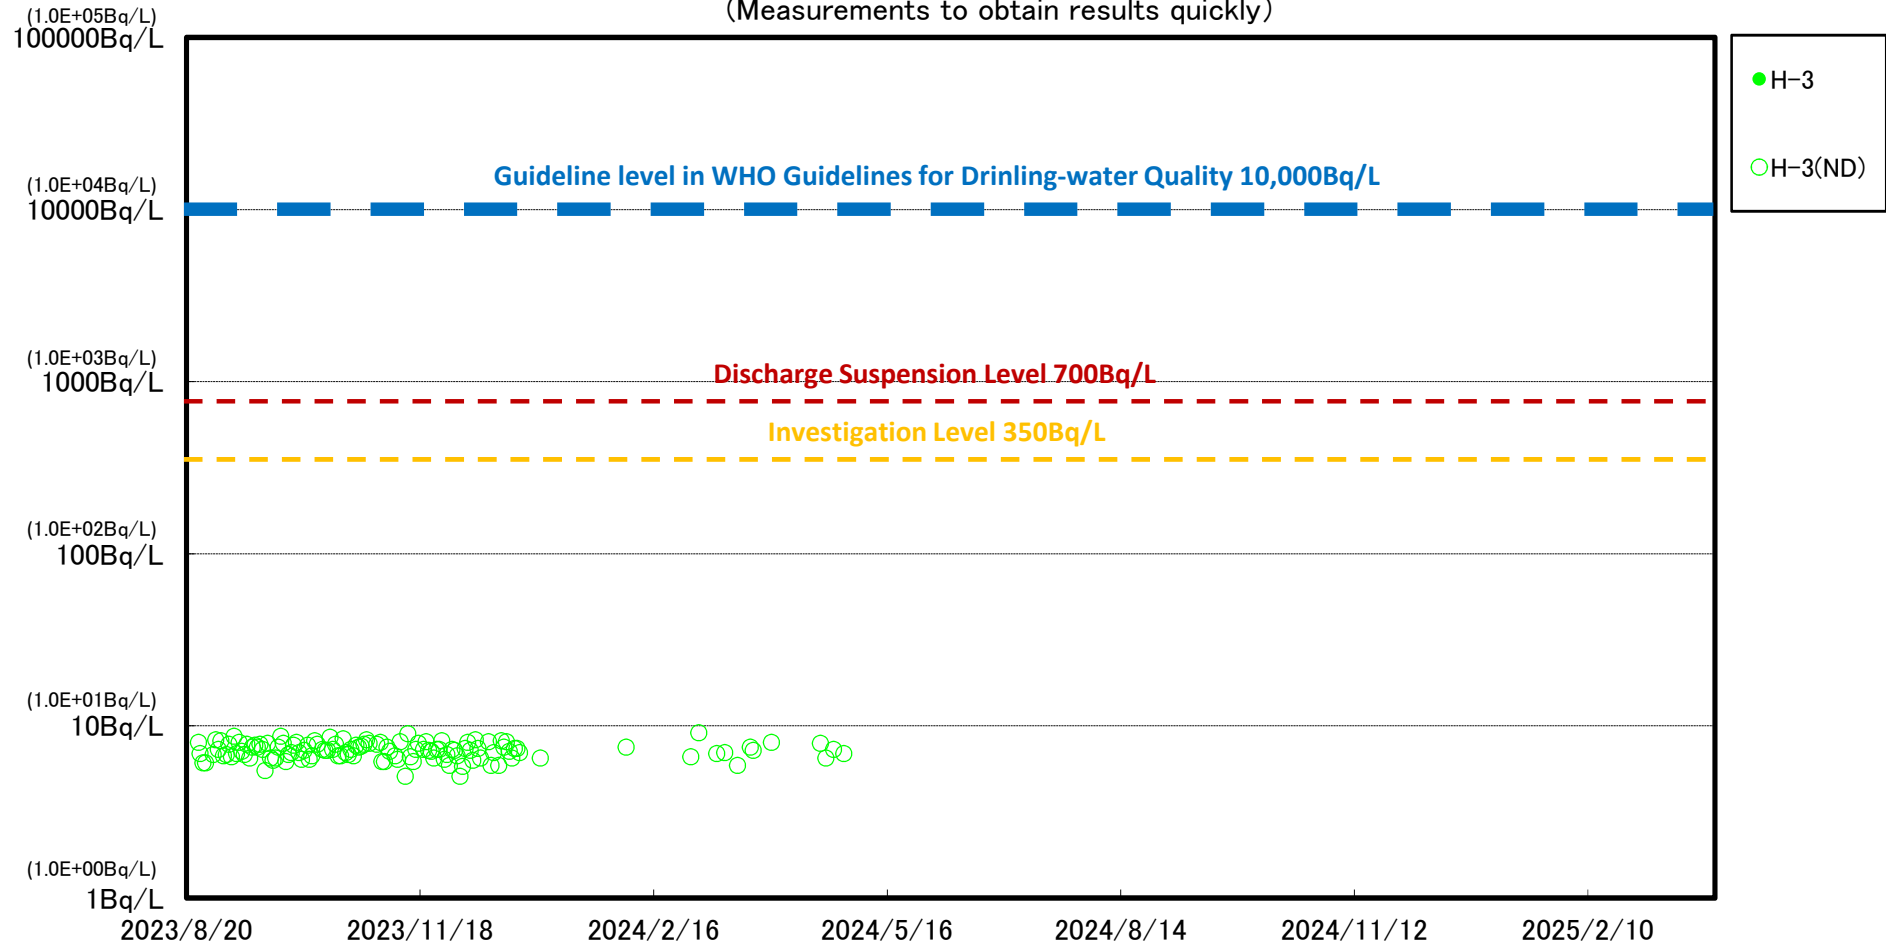 (Measurements to obtain results quickly)
(1.0E+05Bq/L)
100000Bq/L
H-3
H-3(ND)
Guideline level in WHO Guidelines for Drinling-water Quality 10,000Bq/L
(1.0E+04Bq/L)
10000Bq/L
(1.0E+03Bq/L)
1000Bq/L
Discharge Suspension Level 700Bq/L
Investigation Level 350Bq/L
(1.0E+02Bq/L)
100Bq/L
(1.0E+01Bq/L)
10Bq/L
(1.0E+00Bq/L)
1Bq/L
2023/8/20 2023/11/18 2024/2/16 2024/5/16 2024/8/14 2024/11/12 2025/2/10